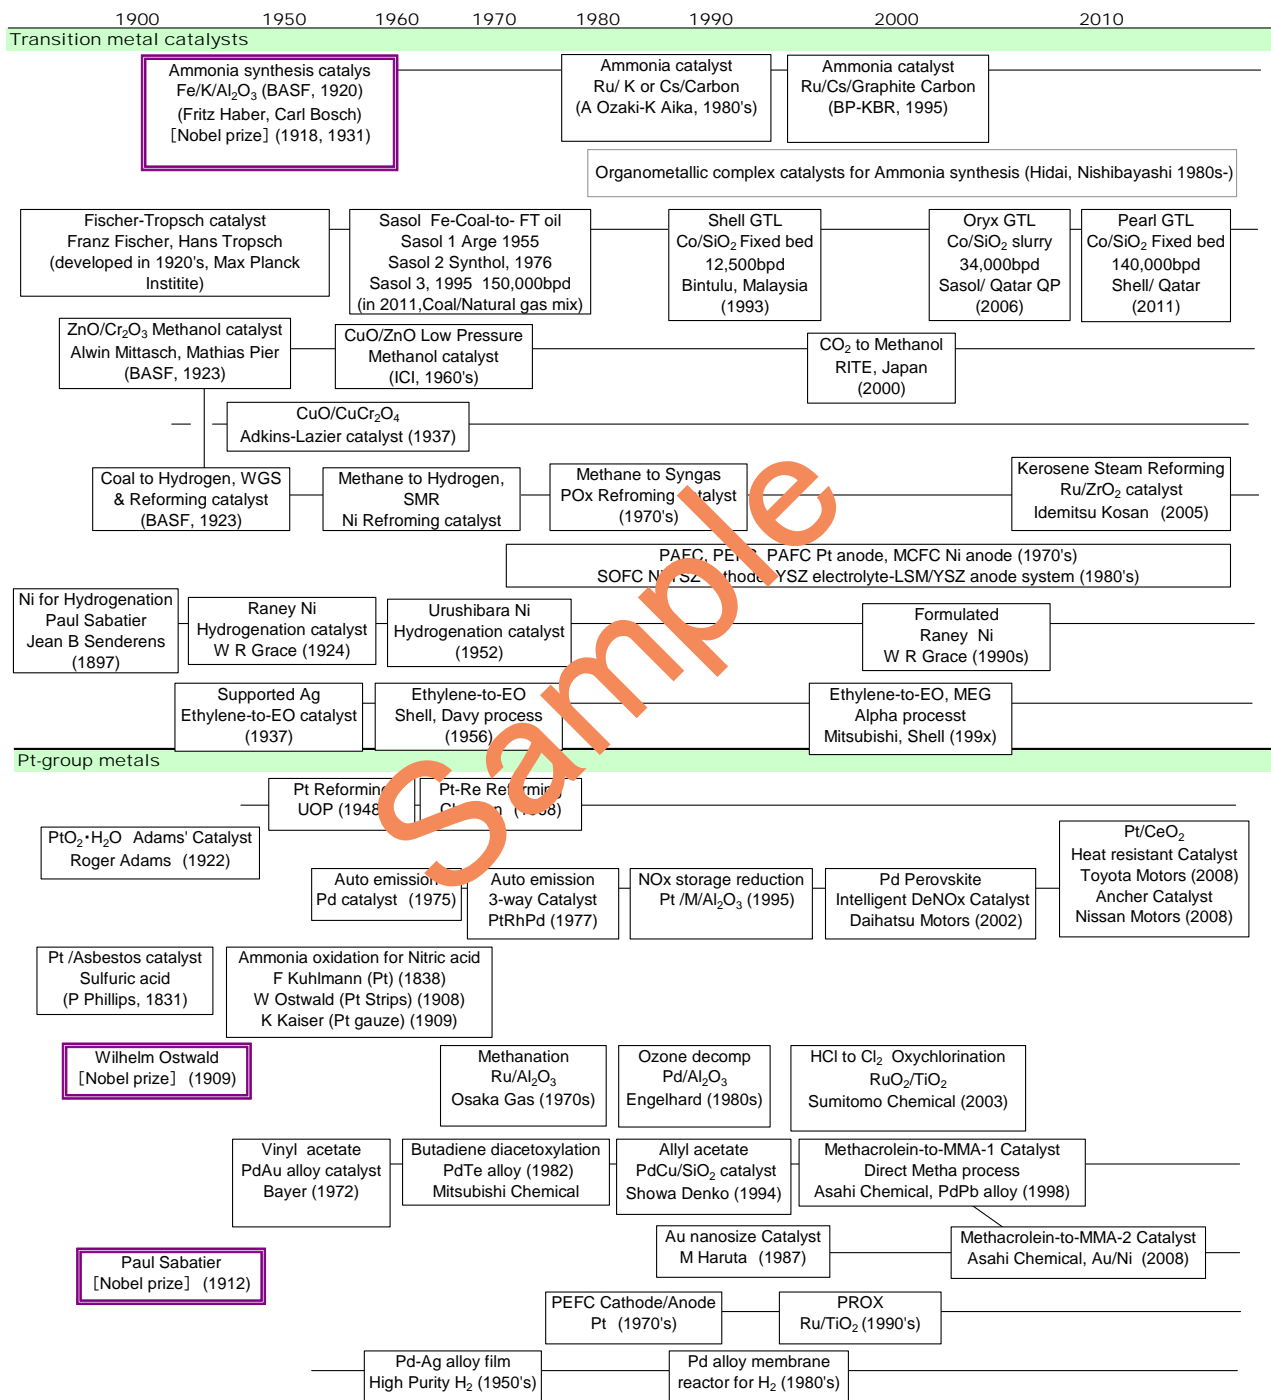 1900 1950 1960 1970 1980 1990 2000 2010
Transition metal catalysts
Ammonia synthesis catalys
Fe/K/Al₂O₃ (BASF, 1920)
(Fritz Haber, Carl Bosch)
[Nobel prize] (1918, 1931)
Ammonia catalyst
Ru/ K or Cs/Carbon
(A Ozaki-K Aika, 1980's)
Ammonia catalyst
Ru/Cs/Graphite Carbon
(BP-KBR, 1995)
Organometallic complex catalysts for Ammonia synthesis (Hidai, Nishibayashi 1980s-)
Fischer-Tropsch catalyst
Franz Fischer, Hans Tropsch
(developed in 1920's, Max Planck
Institite)
Sasol Fe-Coal-to- FT oil
Sasol 1 Arge 1955
Sasol 2 Synthol, 1976
Sasol 3, 1995 150,000bpd
(in 2011,Coal/Natural gas mix)
Shell GTL
Co/SiO₂ Fixed bed
12,500bpd
Bintulu, Malaysia
(1993)
Oryx GTL
Co/SiO₂ slurry
34,000bpd
Sasol/ Qatar QP
(2006)
Pearl GTL
Co/SiO₂ Fixed bed
140,000bpd
Shell/ Qatar
(2011)
ZnO/Cr₂O₃ Methanol catalyst
Alwin Mittasch, Mathias Pier
(BASF, 1923)
CuO/ZnO Low Pressure
Methanol catalyst
(ICI, 1960's)
CO₂ to Methanol
RITE, Japan
(2000)
CuO/CuCr₂O₄
Adkins-Lazier catalyst (1937)
Coal to Hydrogen, WGS
& Reforming catalyst
(BASF, 1923)
Methane to Hydrogen,
SMR
Ni Refroming catalyst
Methane to Syngas
POx Refroming catalyst
(1970's)
Kerosene Steam Reforming
Ru/ZrO₂ catalyst
Idemitsu Kosan (2005)
PAFC, PEFC, PAFC Pt anode, MCFC Ni anode (1970's)
SOFC Ni/YSZ cathode, YSZ electrolyte-LSM/YSZ anode system (1980's)
Ni for Hydrogenation
Paul Sabatier
Jean B Senderens
(1897)
Raney Ni
Hydrogenation catalyst
W R Grace (1924)
Urushibara Ni
Hydrogenation catalyst
(1952)
Formulated
Raney Ni
W R Grace (1990s)
Supported Ag
Ethylene-to-EO catalyst
(1937)
Ethylene-to-EO
Shell, Davy process
(1956)
Ethylene-to-EO, MEG
Alpha processt
Mitsubishi, Shell (199x)
Pt-group metals
Pt Reforming
UOP (1948)
Pt-Re Reforming
PtO₂・H₂O Adams' Catalyst
Roger Adams (1922)
Auto emission
Pd catalyst (1975)
Auto emission
3-way Catalyst
PtRhPd (1977)
NOx storage reduction
Pt /M/Al₂O₃ (1995)
Pd Perovskite
Intelligent DeNOx Catalyst
Daihatsu Motors (2002)
Pt/CeO₂
Heat resistant Catalyst
Toyota Motors (2008)
Ancher Catalyst
Nissan Motors (2008)
Pt /Asbestos catalyst
Sulfuric acid
(P Phillips, 1831)
Ammonia oxidation for Nitric acid
F Kuhlmann (Pt) (1838)
W Ostwald (Pt Strips) (1908)
K Kaiser (Pt gauze) (1909)
Wilhelm Ostwald
[Nobel prize] (1909)
Methanation
Ru/Al₂O₃
Osaka Gas (1970s)
Ozone decomp
Pd/Al₂O₃
Engelhard (1980s)
HCl to Cl₂ Oxychlorination
RuO₂/TiO₂
Sumitomo Chemical (2003)
Vinyl acetate
PdAu alloy catalyst
Bayer (1972)
Butadiene diacetoxylation
PdTe alloy (1982)
Mitsubishi Chemical
Allyl acetate
PdCu/SiO₂ catalyst
Showa Denko (1994)
Methacrolein-to-MMA-1 Catalyst
Direct Metha process
Asahi Chemical, PdPb alloy (1998)
Au nanosize Catalyst
M Haruta (1987)
Methacrolein-to-MMA-2 Catalyst
Asahi Chemical, Au/Ni (2008)
Paul Sabatier
[Nobel prize] (1912)
PEFC Cathode/Anode
Pt (1970's)
PROX
Ru/TiO₂ (1990's)
Pd-Ag alloy film
High Purity H₂ (1950's)
Pd alloy membrane
reactor for H₂ (1980's)
Sample